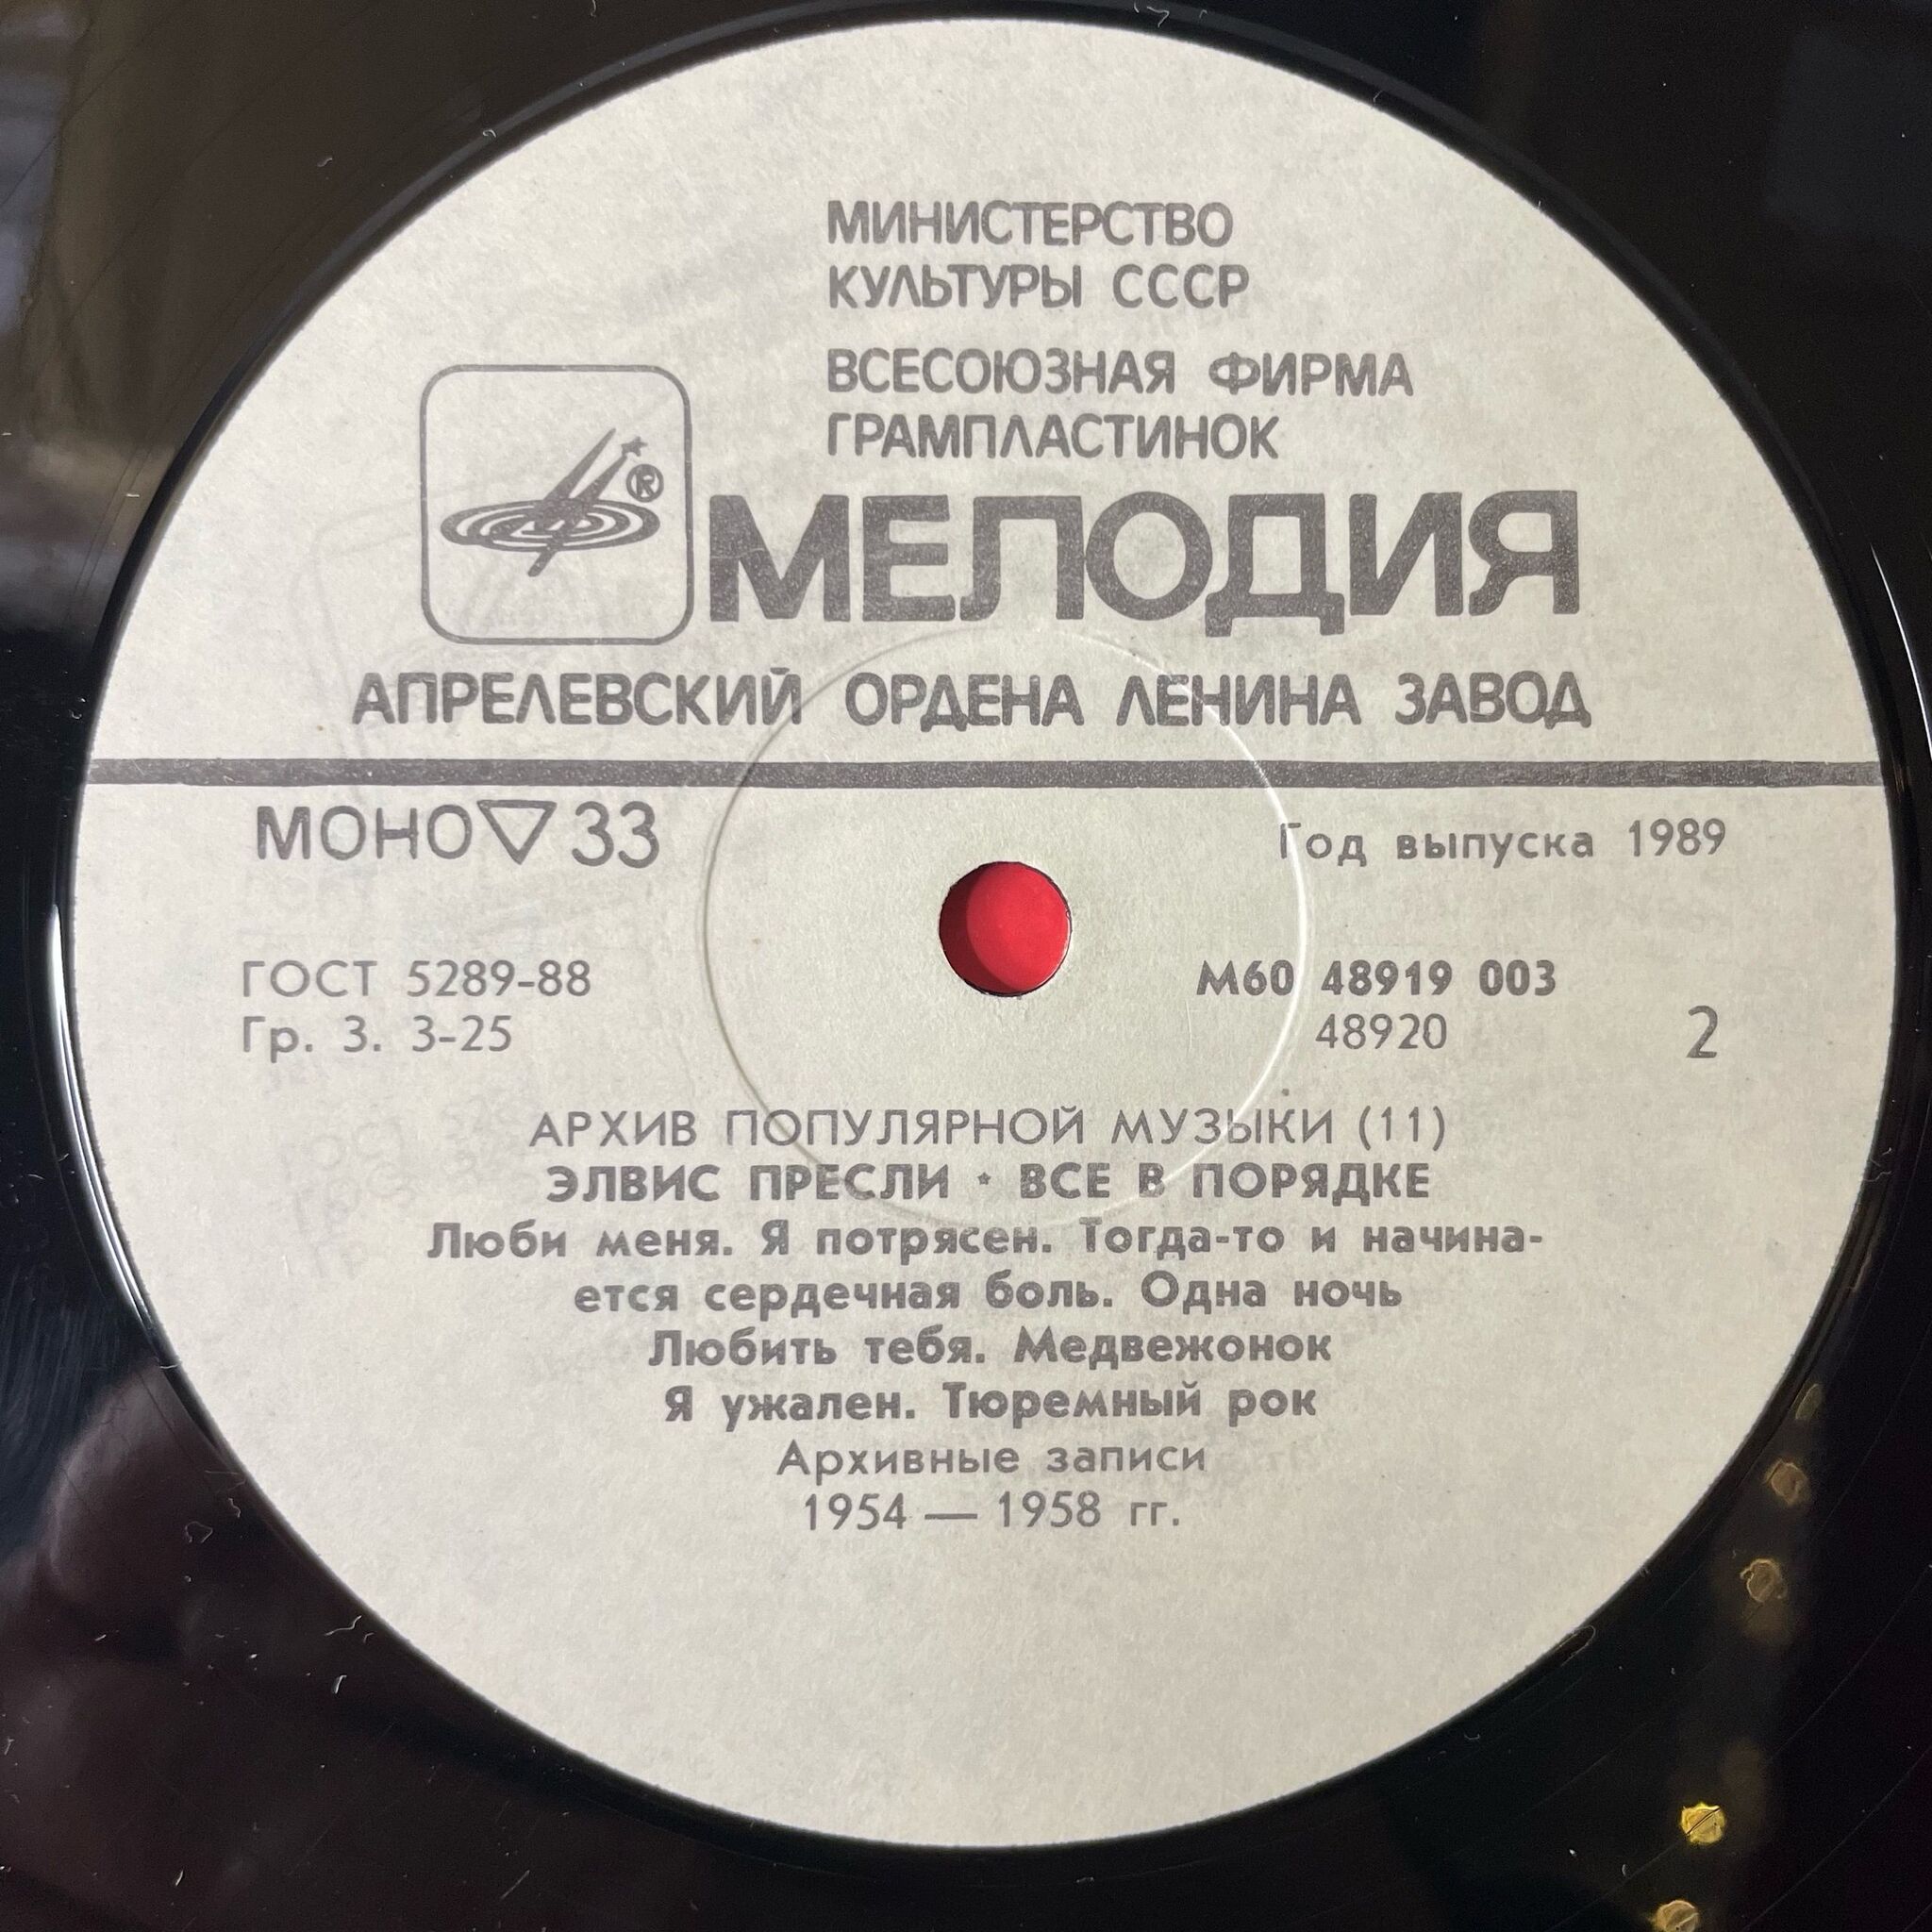 МИНИСТЕРСТВО
КУЛЬТУРЫ СССР
ВСЕСОЮЗНАЯ ФИРМА
ГРАМПЛАСТИНОК
®
МЕЛОДИЯ
АПРЕЛЕВСКИЙ ОРДЕНА ЛЕНИНА ЗАВОД
МОНО ▽ 33
Год выпуска 1989
ГОСТ 5289-88
Гр. 3. 3-25
М60 48919 003
48920
2
АРХИВ ПОПУЛЯРНОЙ МУЗЫКИ (11)
ЭЛВИС ПРЕСЛИ * ВСЕ В ПОРЯДКЕ
Люби меня. Я потрясен. Тогда-то и начина-
ется сердечная боль. Одна ночь
Любить тебя. Медвежонок
Я ужален. Тюремный рок
Архивные записи
1954 — 1958 гг.